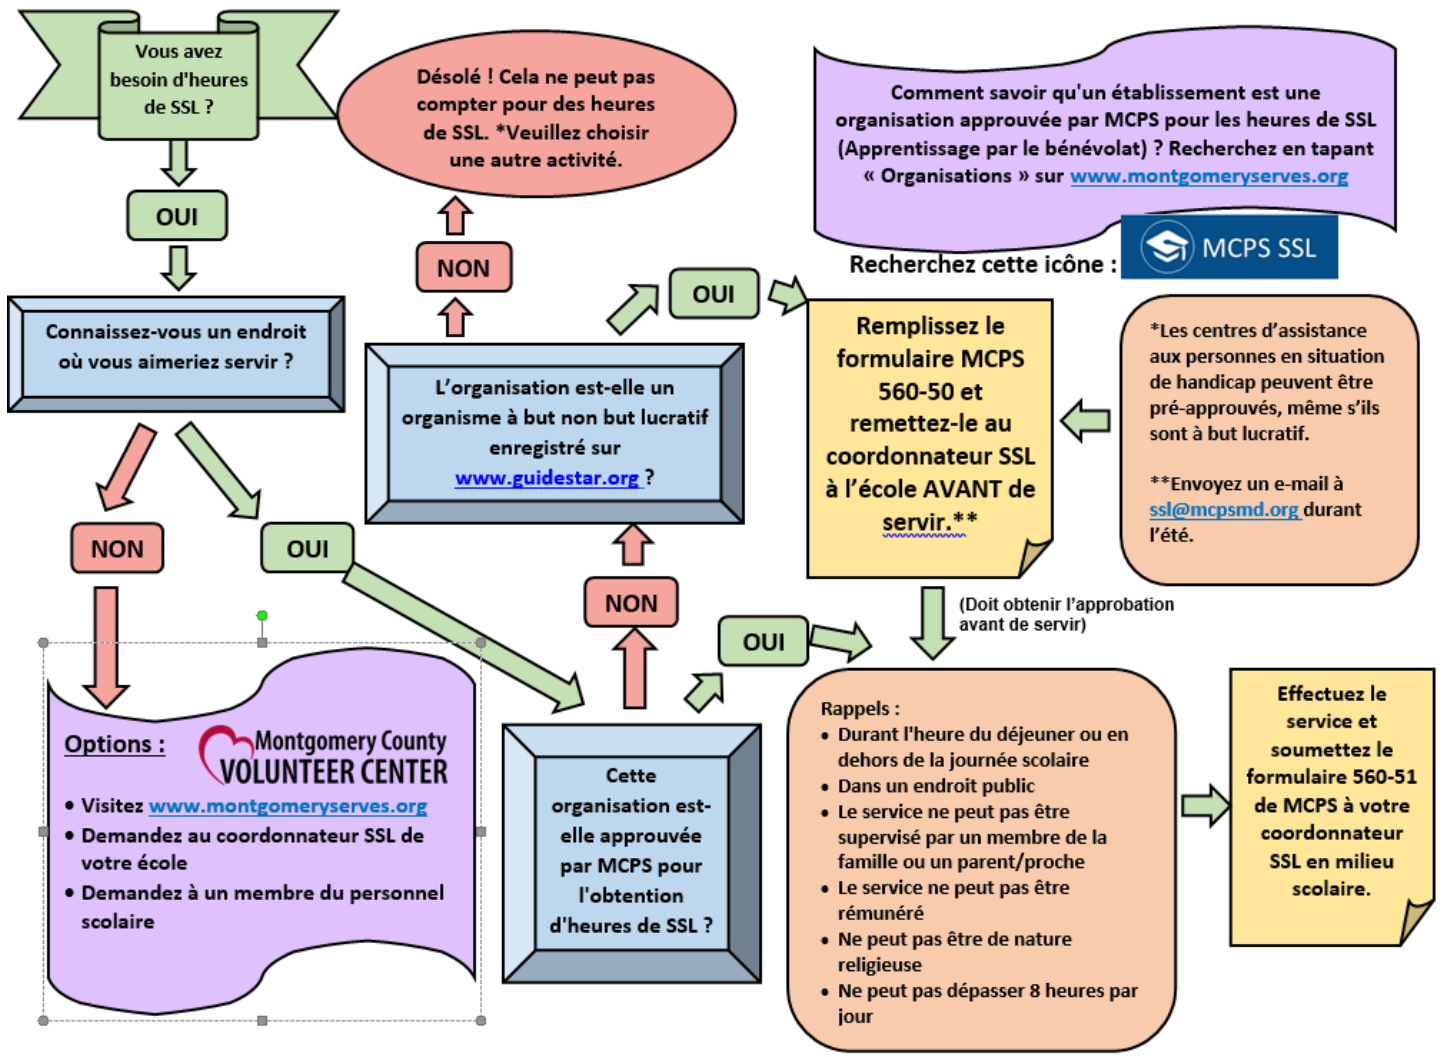 Vous avez
besoin d'heures
de SSL ?
OUI
Connaissez-vous un endroit
où vous aimeriez servir ?
NON
OUI
Options :
Montgomery County
VOLUNTEER CENTER
• Visitez www.montgomeryserves.org
• Demandez au coordonnateur SSL de
votre école
• Demandez à un membre du personnel
scolaire
Cette
organisation est-
elle approuvée
par MCPS pour
l'obtention
d'heures de SSL ?
NON
OUI
L’organisation est-elle un
organisme à but non but lucratif
enregistré sur
www.guidestar.org ?
NON
Désolé ! Cela ne peut pas
compter pour des heures
de SSL. *Veuillez choisir
une autre activité.
OUI
Remplissez le
formulaire MCPS
560-50 et
remettez-le au
coordonnateur SSL
à l’école AVANT de
servir.**
(Doit obtenir l’approbation
avant de servir)
Comment savoir qu'un établissement est une
organisation approuvée par MCPS pour les heures de SSL
(Apprentissage par le bénévolat) ? Recherchez en tapant
« Organisations » sur www.montgomeryserves.org
Recherchez cette icône :
MCPS SSL
*Les centres d’assistance
aux personnes en situation
de handicap peuvent être
pré-approuvés, même s’ils
sont à but lucratif.
**Envoyez un e-mail à
ssl@mcpsmd.org durant
l’été.
Rappels :
• Durant l'heure du déjeuner ou en
dehors de la journée scolaire
• Dans un endroit public
• Le service ne peut pas être
supervisé par un membre de la
famille ou un parent/proche
• Le service ne peut pas être
rémunéré
• Ne peut pas être de nature
religieuse
• Ne peut pas dépasser 8 heures par
jour
Effectuez le
service et
soumettez le
formulaire 560-51
de MCPS à votre
coordonnateur
SSL en milieu
scolaire.